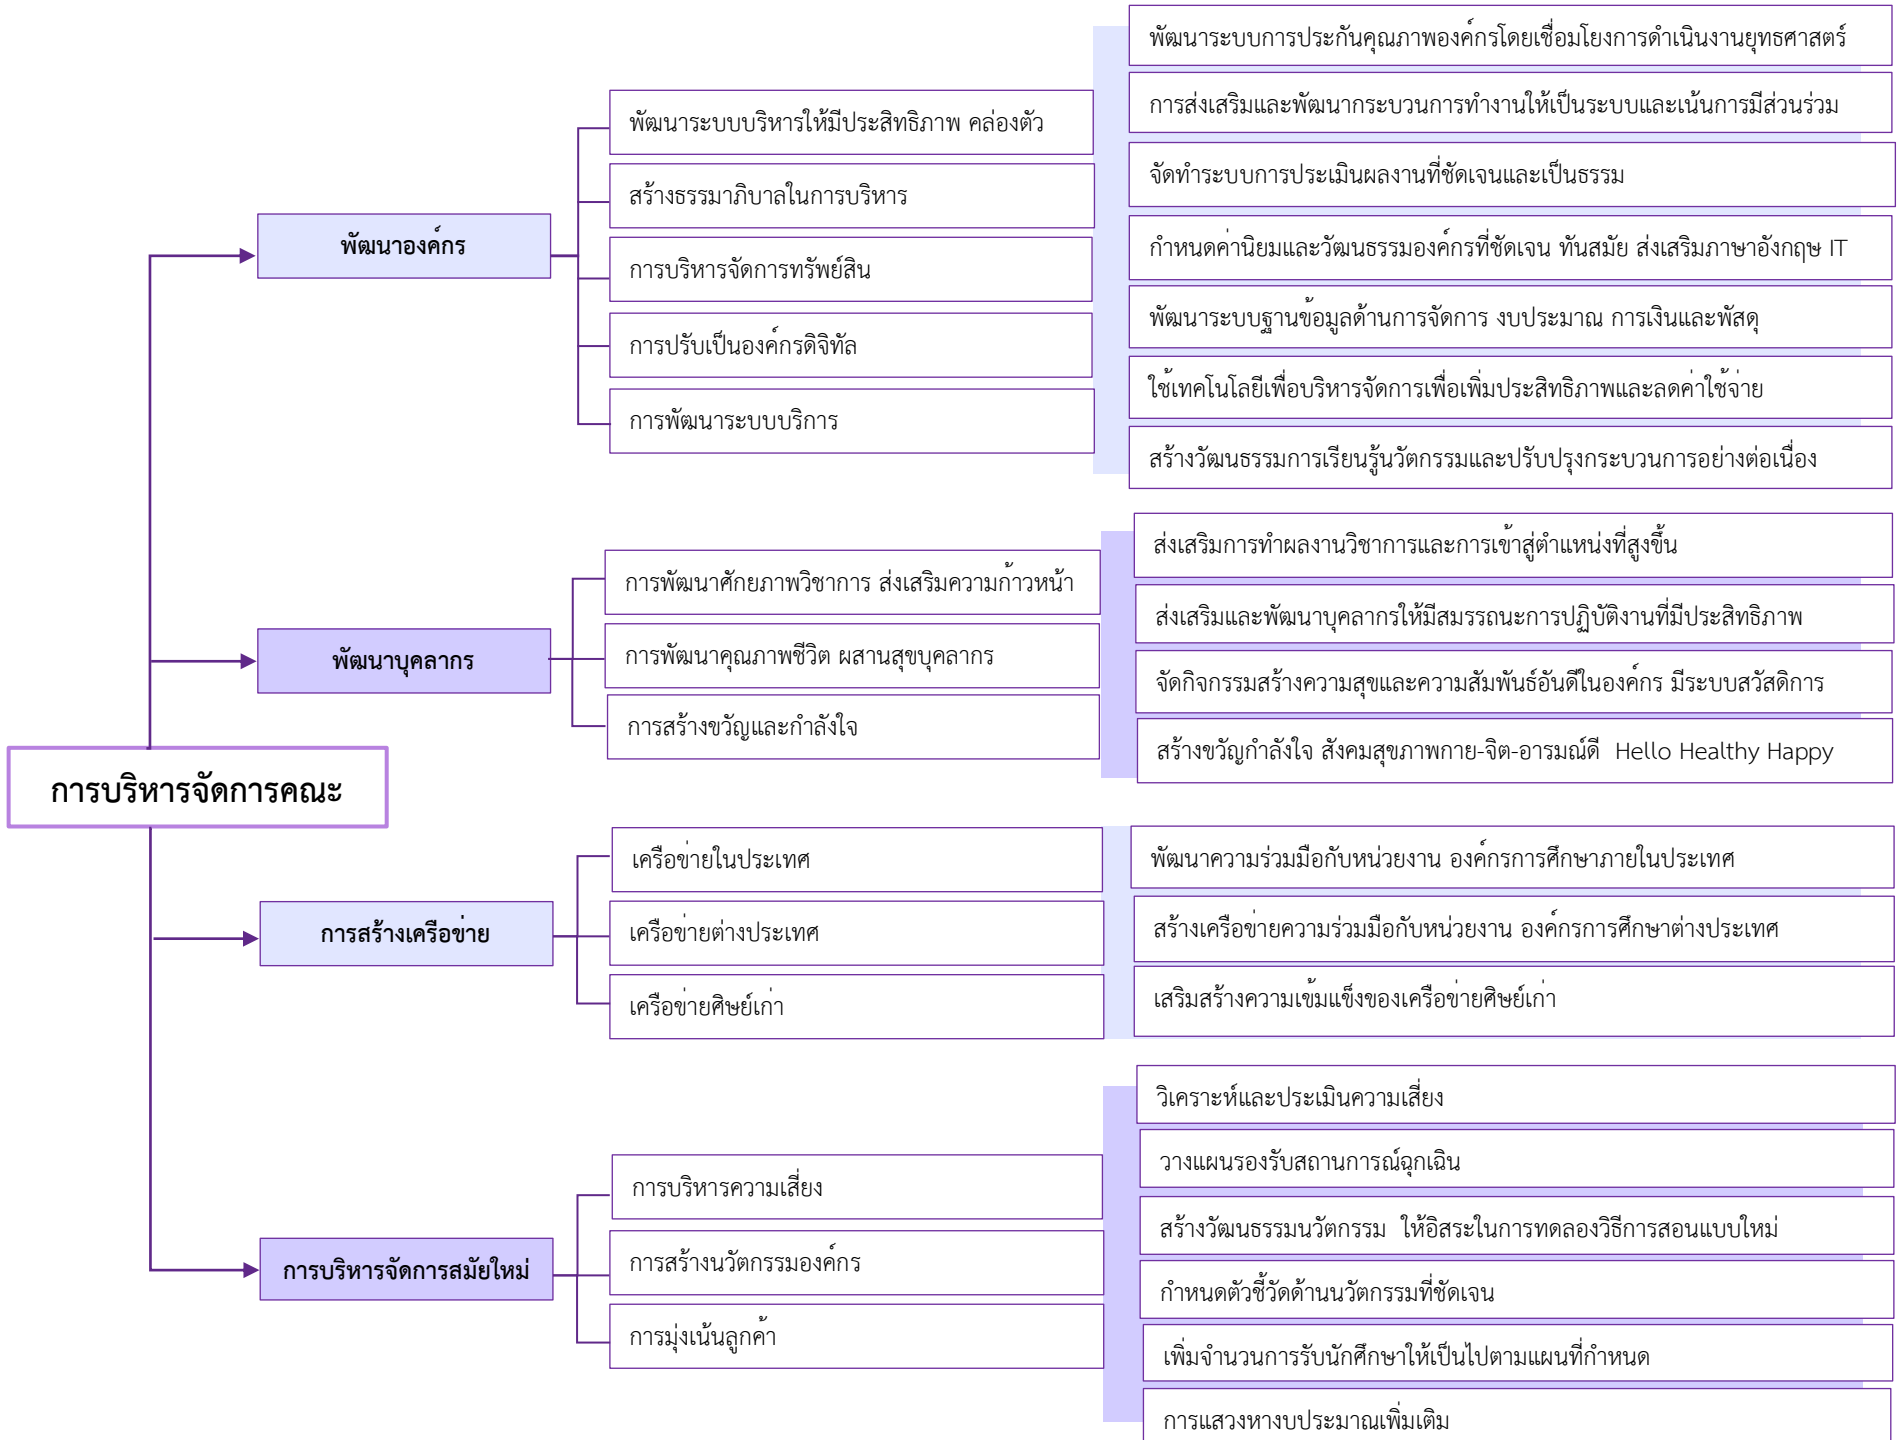 การบริหารจัดการคณะ
พัฒนาองค์กร
พัฒนาระบบบริหารให้มีประสิทธิภาพ คล่องตัว
สร้างธรรมาภิบาลในการบริหาร
การบริหารจัดการทรัพย์สิน
การปรับเป็นองค์กรดิจิทัล
การพัฒนาระบบบริการ
พัฒนาระบบการประกันคุณภาพองค์กรโดยเชื่อมโยงการดำเนินงานยุทธศาสตร์
การส่งเสริมและพัฒนากระบวนการทำงานให้เป็นระบบและเน้นการมีส่วนร่วม
จัดทำระบบการประเมินผลงานที่ชัดเจนและเป็นธรรม
กำหนดค่านิยมและวัฒนธรรมองค์กรที่ชัดเจน ทันสมัย ส่งเสริมภาษาอังกฤษ IT
พัฒนาระบบฐานข้อมูลด้านการจัดการ งบประมาณ การเงินและพัสดุ
ใช้เทคโนโลยีเพื่อบริหารจัดการเพื่อเพิ่มประสิทธิภาพและลดค่าใช้จ่าย
สร้างวัฒนธรรมการเรียนรู้นวัตกรรมและปรับปรุงกระบวนการอย่างต่อเนื่อง
พัฒนาบุคลากร
การพัฒนาศักยภาพวิชาการ ส่งเสริมความก้าวหน้า
การพัฒนาคุณภาพชีวิต ผสานสุขบุคลากร
การสร้างขวัญและกำลังใจ
ส่งเสริมการทำผลงานวิชาการและการเข้าสู่ตำแหน่งที่สูงขึ้น
ส่งเสริมและพัฒนาบุคลากรให้มีสมรรถนะการปฏิบัติงานที่มีประสิทธิภาพ
จัดกิจกรรมสร้างความสุขและความสัมพันธ์อันดีในองค์กร มีระบบสวัสดิการ
สร้างขวัญกำลังใจ สังคมสุขภาพกาย-จิต-อารมณ์ดี Hello Healthy Happy
การสร้างเครือข่าย
เครือข่ายในประเทศ
เครือข่ายต่างประเทศ
เครือข่ายศิษย์เก่า
พัฒนาความร่วมมือกับหน่วยงาน องค์กรการศึกษาภายในประเทศ
สร้างเครือข่ายความร่วมมือกับหน่วยงาน องค์กรการศึกษาต่างประเทศ
เสริมสร้างความเข้มแข็งของเครือข่ายศิษย์เก่า
การบริหารจัดการสมัยใหม่
การบริหารความเสี่ยง
การสร้างนวัตกรรมองค์กร
การมุ่งเน้นลูกค้า
วิเคราะห์และประเมินความเสี่ยง
วางแผนรองรับสถานการณ์ฉุกเฉิน
สร้างวัฒนธรรมนวัตกรรม ให้อิสระในการทดลองวิธีการสอนแบบใหม่
กำหนดตัวชี้วัดด้านนวัตกรรมที่ชัดเจน
เพิ่มจำนวนการรับนักศึกษาให้เป็นไปตามแผนที่กำหนด
การแสวงหางบประมาณเพิ่มเติม